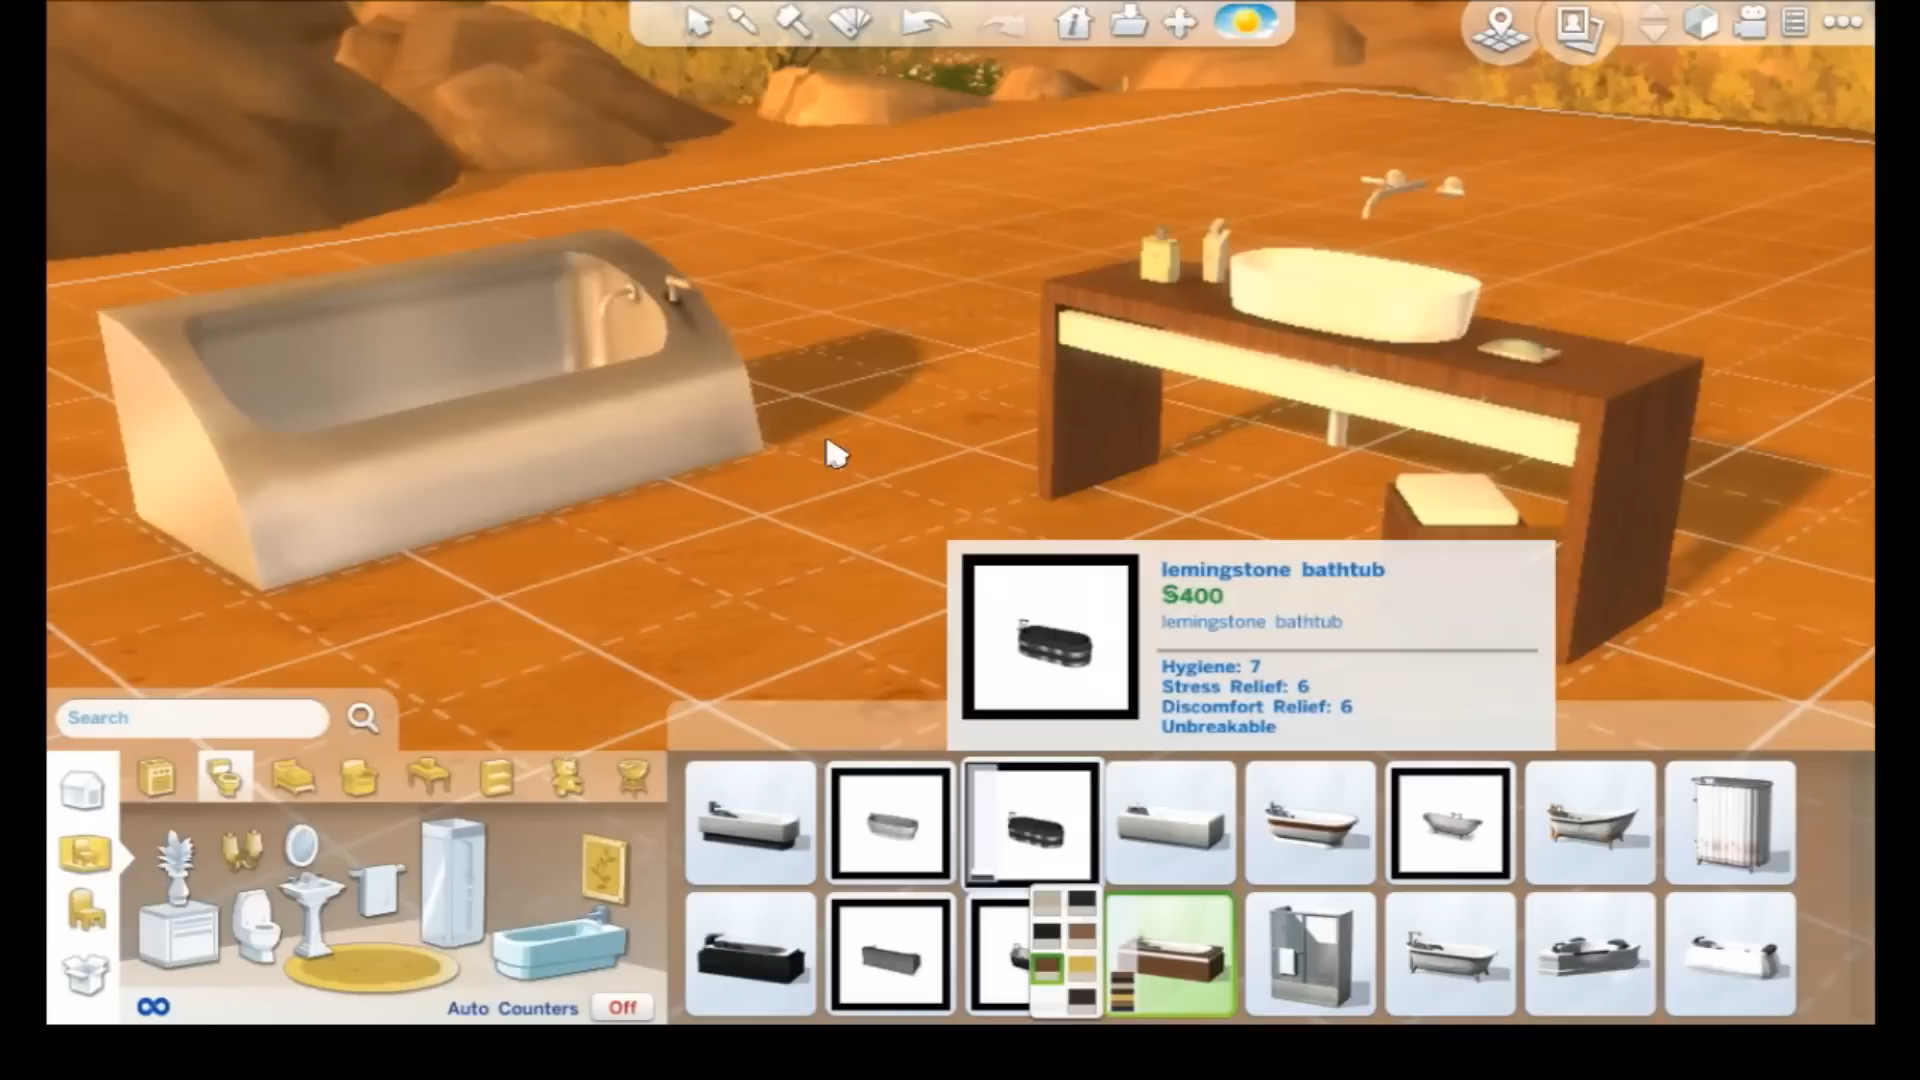 lemingstone bathtub
§400
lemingstone bathtub
Hygiene: 7
Stress Relief: 6
Discomfort Relief: 6
Unbreakable
Search
Auto Counters
Off